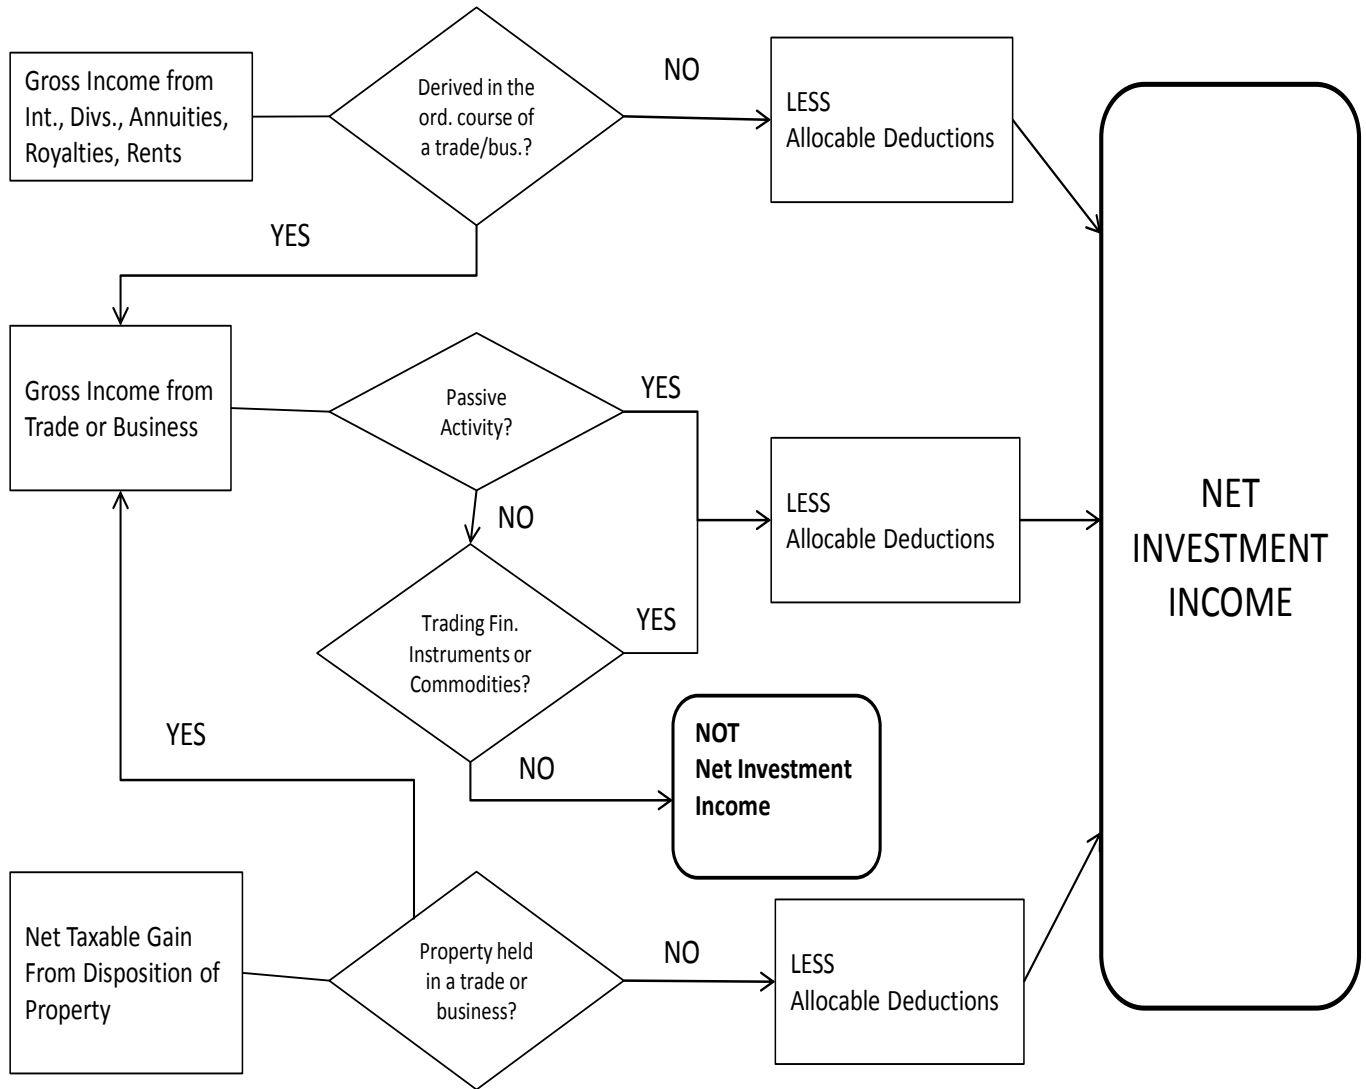 Gross Income from
Int., Divs., Annuities,
Royalties, Rents
Derived in the
ord. course of
a trade/bus.?
NO
LESS
Allocable Deductions
YES
Gross Income from
Trade or Business
Passive
Activity?
YES
NO
LESS
Allocable Deductions
NET
INVESTMENT
INCOME
Trading Fin.
Instruments or
Commodities?
YES
NO
NOT
Net Investment
Income
YES
Net Taxable Gain
From Disposition of
Property
Property held
in a trade or
business?
NO
LESS
Allocable Deductions